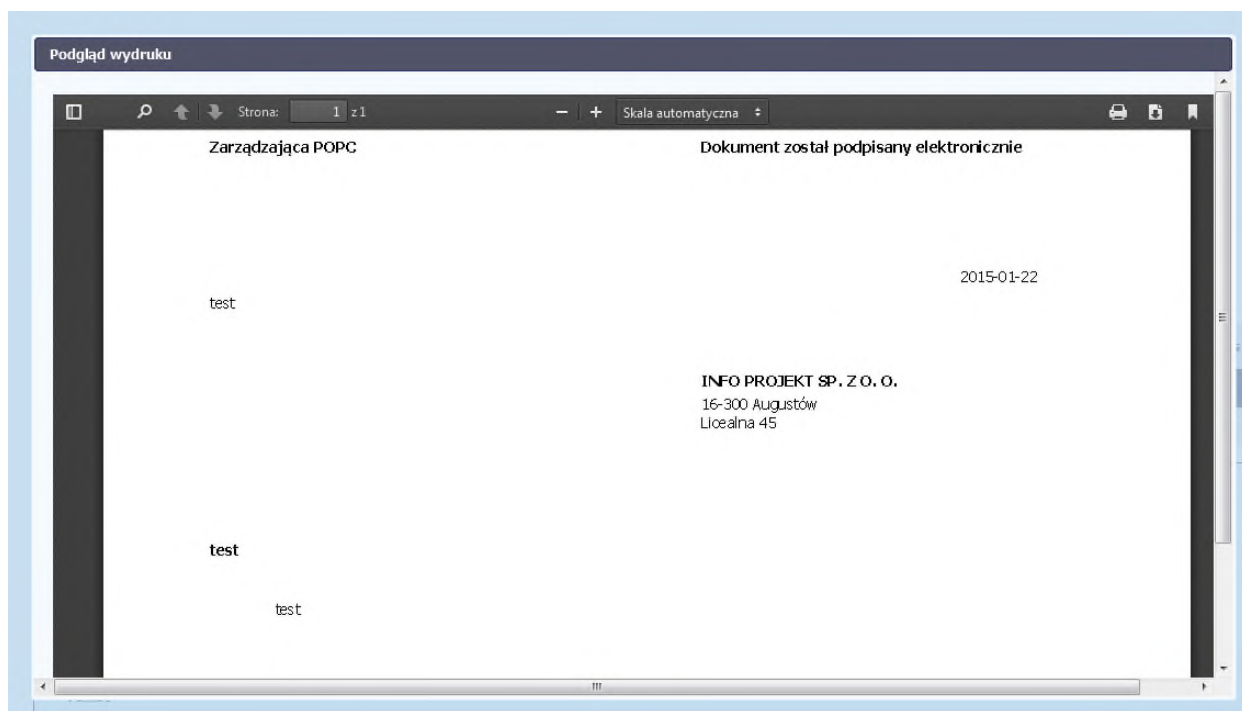 Podgląd wydruku
Strona: 1 z 1 Skala automatyczna
Zarządzająca POPC Dokument został podpisany elektronicznie
2015-01-22
test
INFO PROJEKT SP. Z O. O.
16-300 Augustów
Licealna 45
test
test